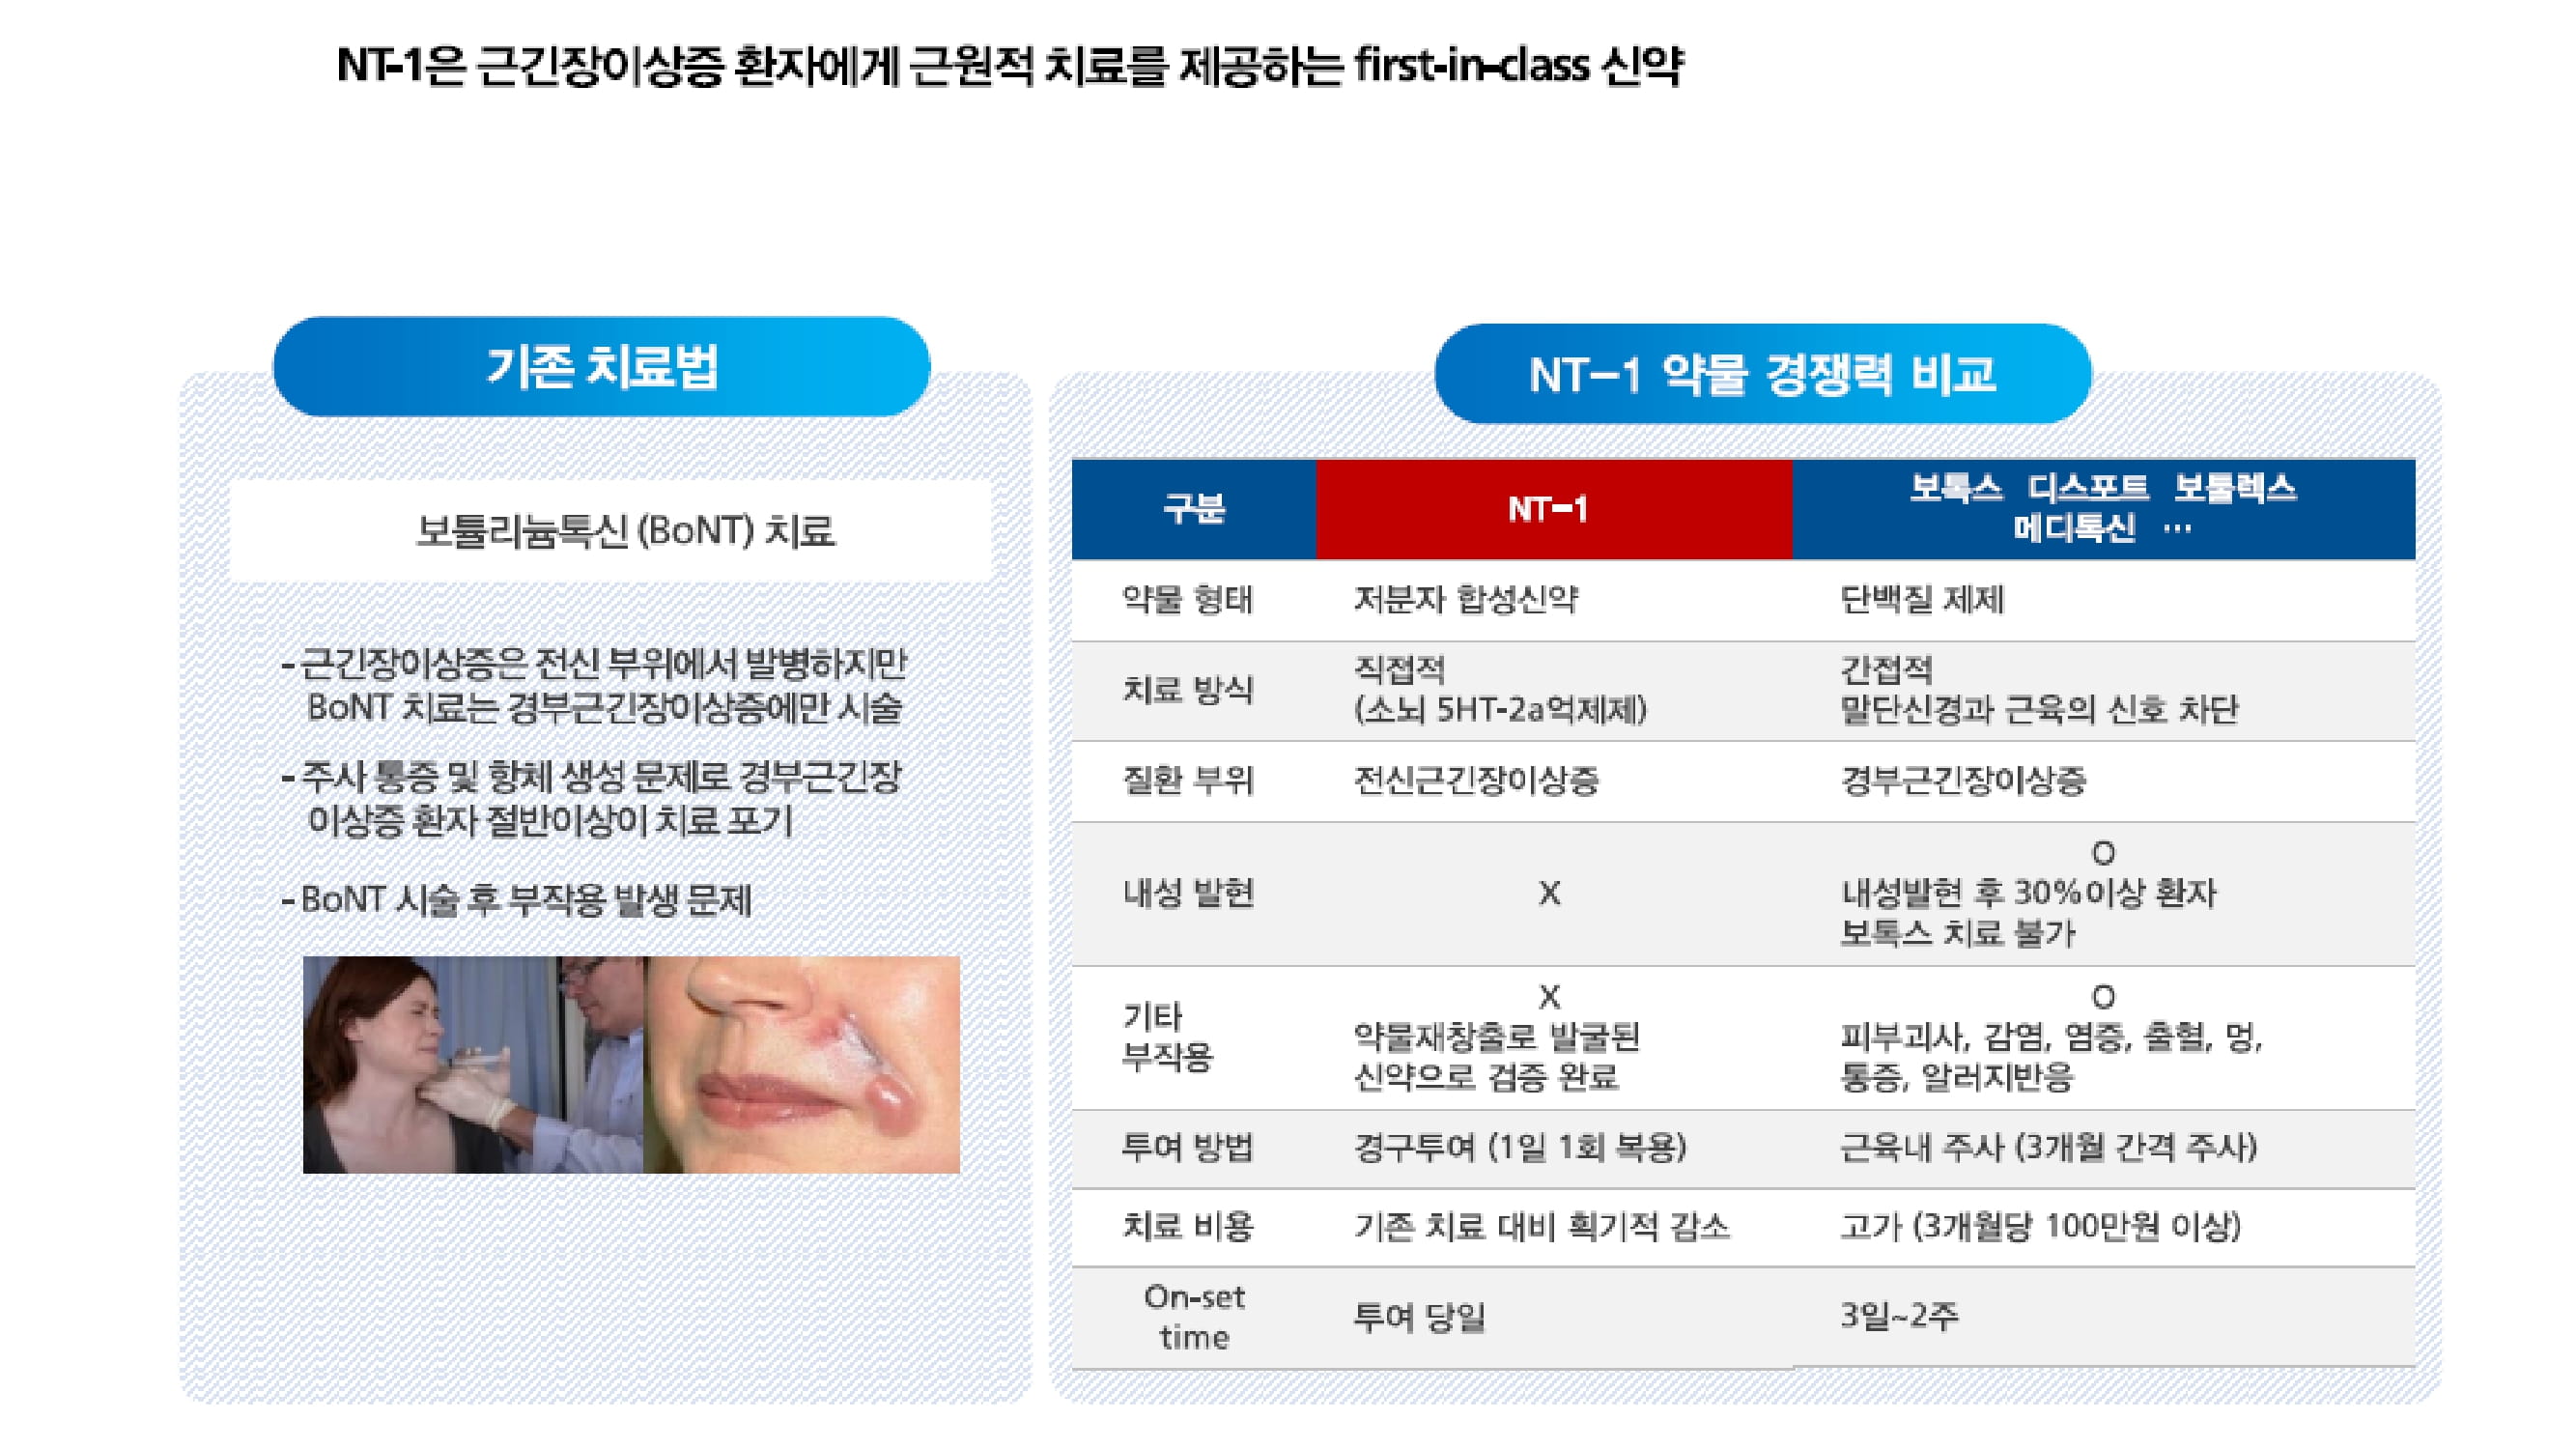 NT-1은 근긴장이상증 환자에게 근원적 치료를 제공하는 first-in-class 신약
기존 치료법
보튤리늄톡신 (BoNT) 치료
- 근긴장이상증은 전신 부위에서 발병하지만
BoNT 치료는 경부근긴장이상증에만 시술
- 주사 통증 및 항체 생성 문제로 경부근긴장
이상증 환자 절반이상이 치료 포기
- BoNT 시술 후 부작용 발생 문제
NT-1 약물 경쟁력 비교
구분
NT-1
보톡스 디스포트 보툴렉스
메디톡신 …
약물 형태
저분자 합성신약
단백질 제제
치료 방식
직접적
(소뇌 5HT-2a억제제)
간접적
말단신경과 근육의 신호 차단
질환 부위
전신근긴장이상증
경부근긴장이상증
내성 발현
X
O
내성발현 후 30%이상 환자
보톡스 치료 불가
기타
부작용
X
약물재창출로 발굴된
신약으로 검증 완료
O
피부괴사, 감염, 염증, 출혈, 멍,
통증, 알러지반응
투여 방법
경구투여 (1일 1회 복용)
근육내 주사 (3개월 간격 주사)
치료 비용
기존 치료 대비 획기적 감소
고가 (3개월당 100만원 이상)
On-set
time
투여 당일
3일~2주